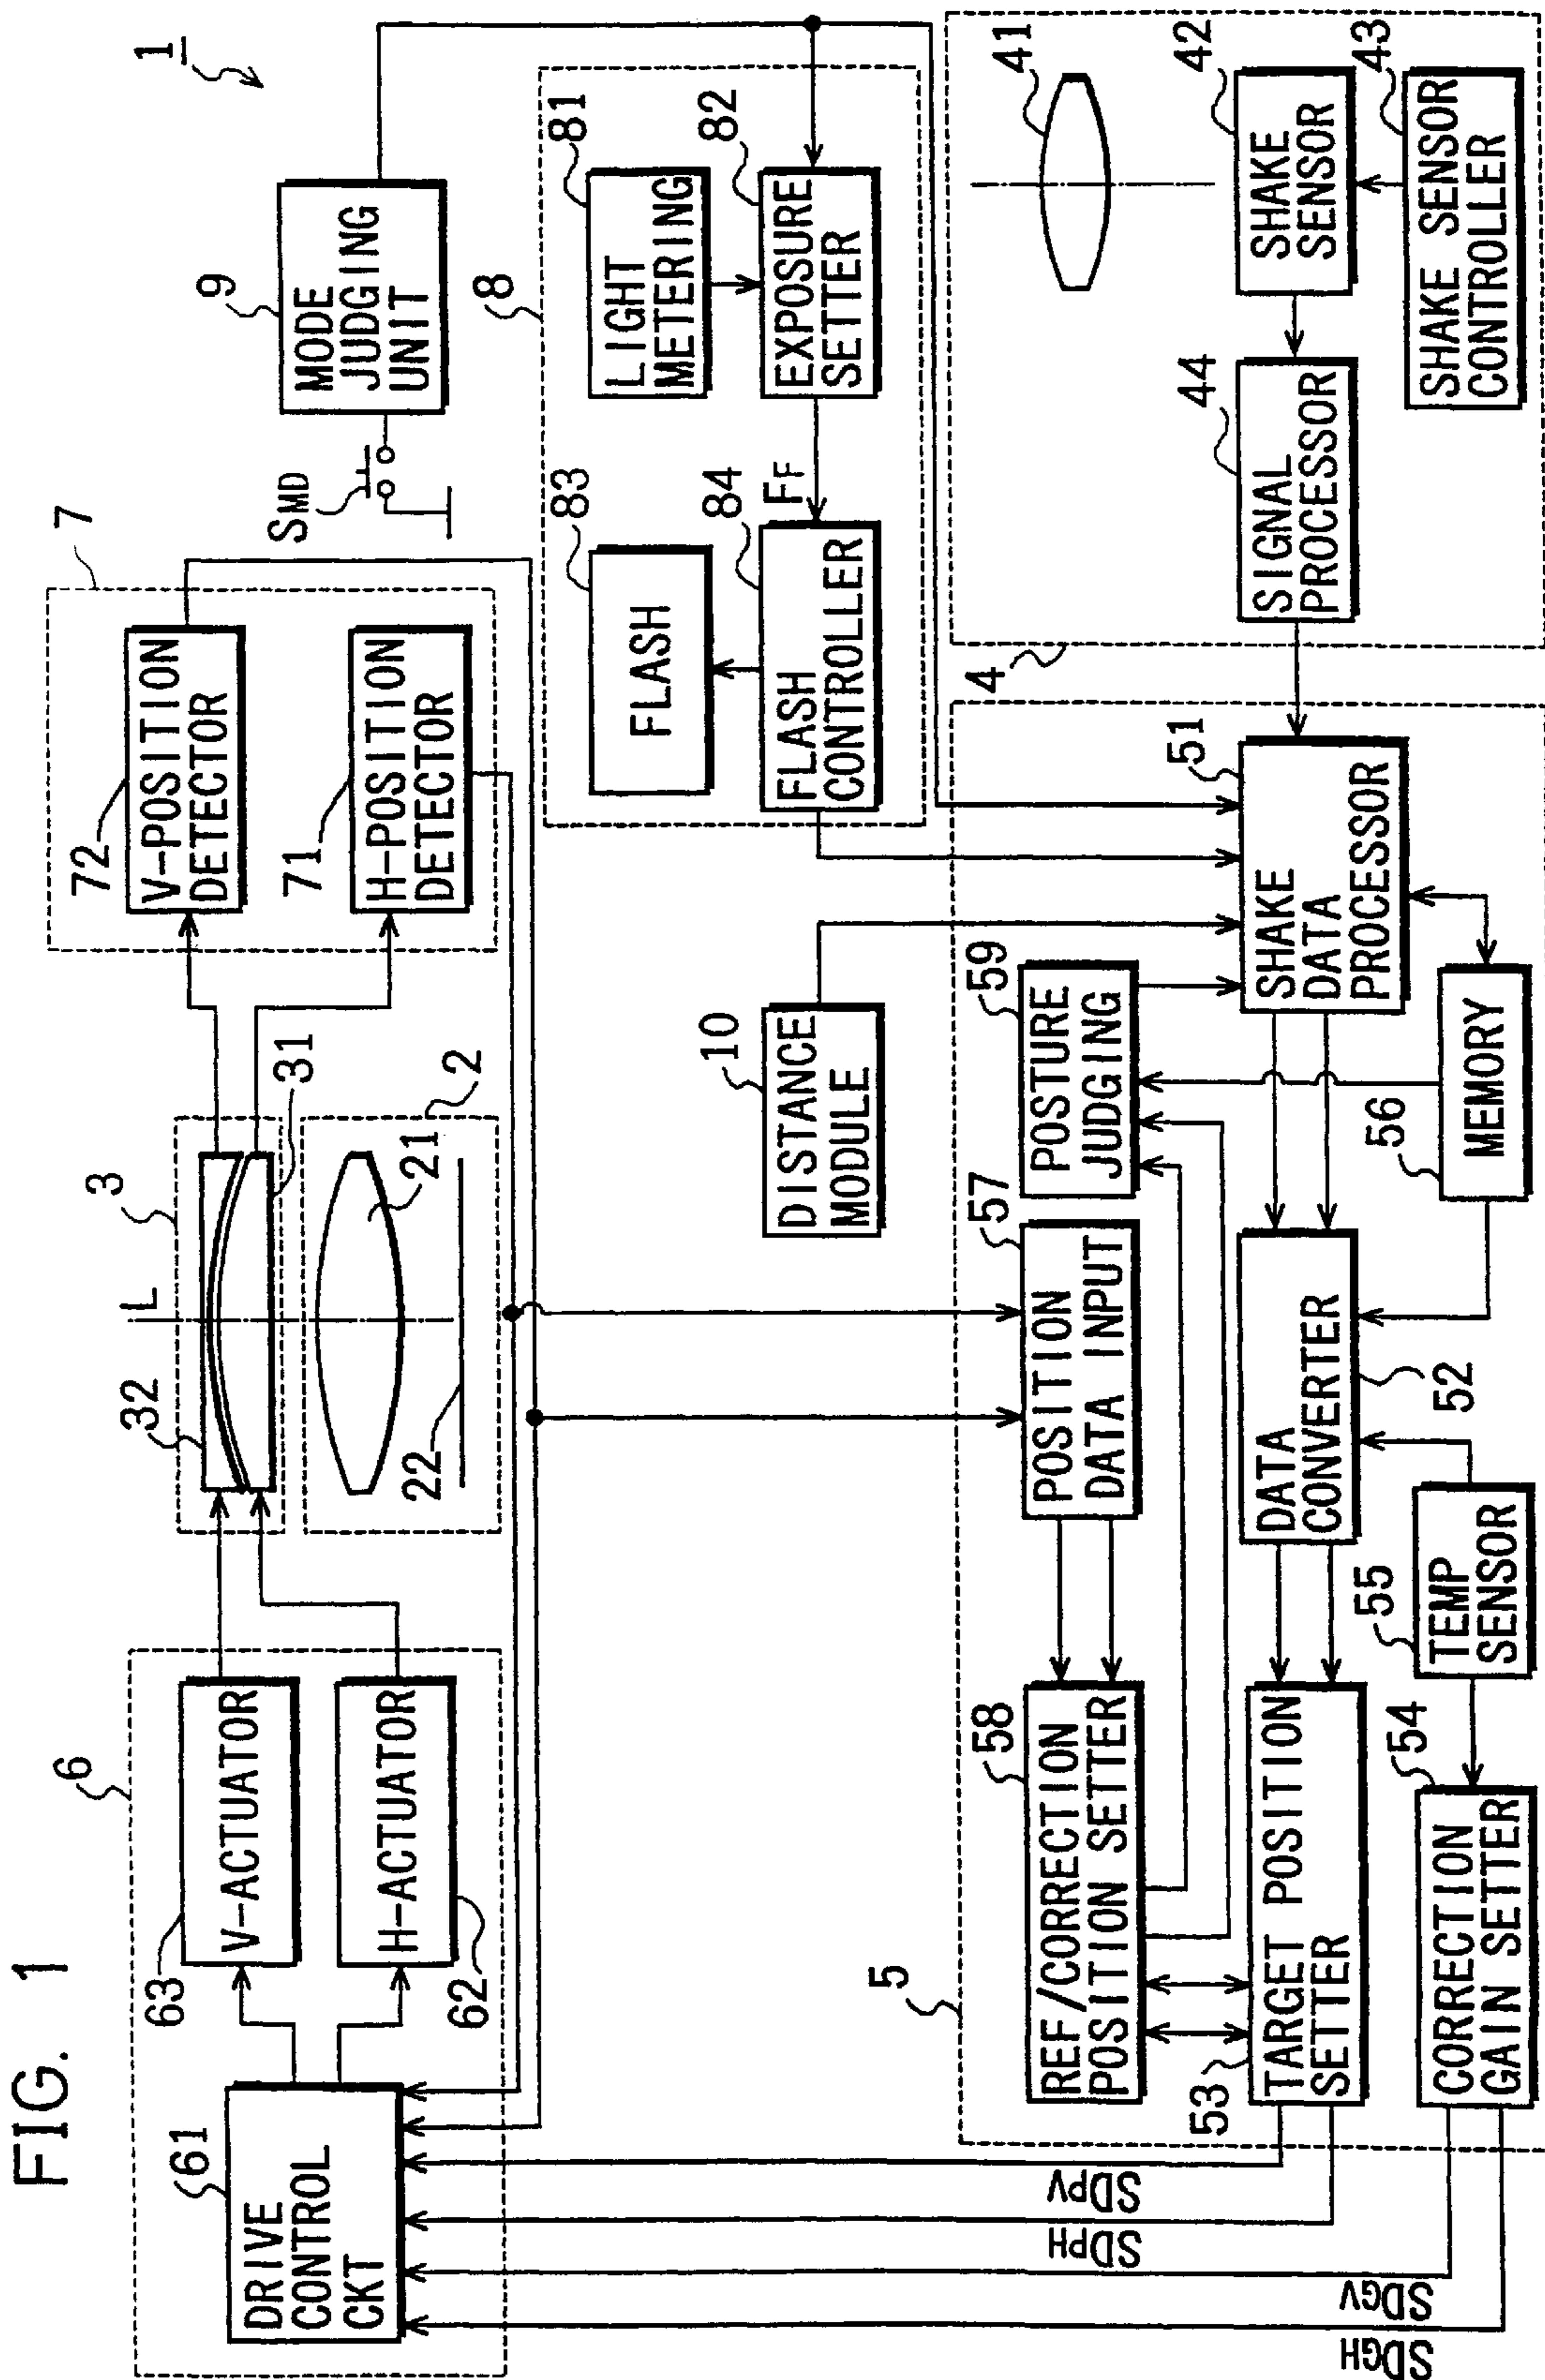 FIG. 1
1
6
61
DRIVE
CONTROL
CKT
63
V-ACTUATOR
H-ACTUATOR
62
3
32
L
31
2
21
22
7
72
V-POSITION
DETECTOR
71
H-POSITION
DETECTOR
9
MODE
JUDGING
UNIT
SMD
8
81
LIGHT
METERING
82
EXPOSURE
SETTER
83
FLASH
84
FF
FLASH
CONTROLLER
10
DISTANCE
MODULE
5
58
REF/CORRECTION
POSITION SETTER
57
POSITION
DATA INPUT
59
POSTURE
JUDGING
53
TARGET POSITION
SETTER
DATA
CONVERTER
52
51
SHAKE
DATA
PROCESSOR
54
CORRECTION
GAIN SETTER
55
TEMP
SENSOR
56
MEMORY
4
41
42
SHAKE
SENSOR
43
SHAKE SENSOR
CONTROLLER
44
SIGNAL
PROCESSOR
SDPV
SDPH
SDGV
SDGH